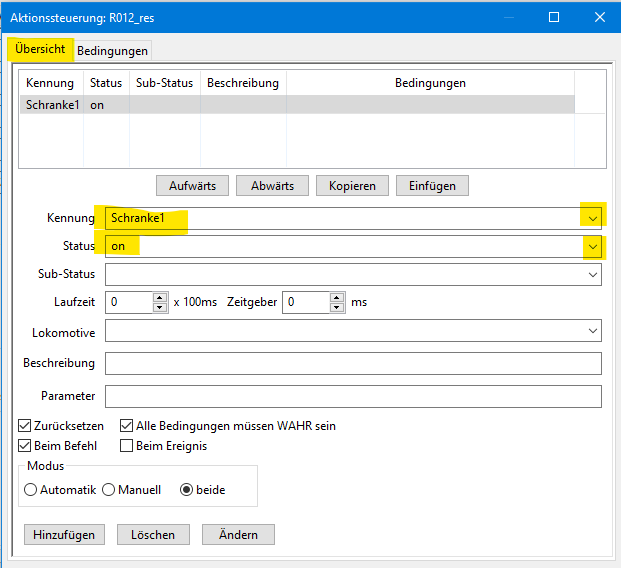 Aktionssteuerung: R012_res
Übersicht Bedingungen
Kennung Status Sub-Status Beschreibung Bedingungen
Schranke1 on
Aufwärts Abwärts Kopieren Einfügen
Kennung Schranke1
Status on
Sub-Status
Laufzeit 0 x 100ms Zeitgeber 0 ms
Lokomotive
Beschreibung
Parameter
Zurücksetzen Alle Bedingungen müssen WAHR sein
Beim Befehl Beim Ereignis
Modus
Automatik Manuell beide
Hinzufügen Löschen Ändern